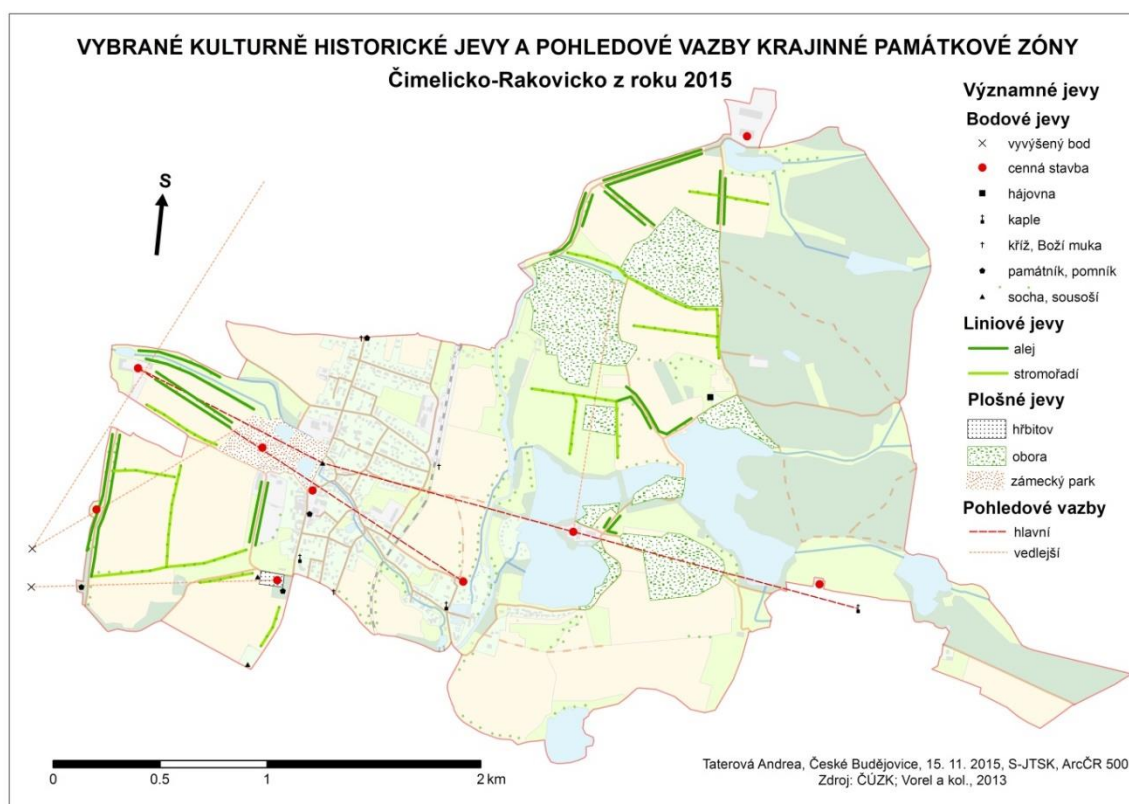 VYBRANÉ KULTURNĚ HISTORICKÉ JEVY A POHLEDOVÉ VAZBY KRAJINNÉ PAMÁTKOVÉ ZÓNY
Čimelicko-Rakovicko z roku 2015
S
Významné jevy
Bodové jevy
vyvýšený bod
cenná stavba
hájovna
kaple
kříž, Boží muka
památník, pomník
socha, sousoší
Liniové jevy
alej
stromořadí
Plošné jevy
hřbitov
obora
zámecký park
Pohledové vazby
hlavní
vedlejší
0 0.5 1 2 km
Taterová Andrea, České Budějovice, 15. 11. 2015, S-JTSK, ArcČR 500
Zdroj: ČÚZK; Vorel a kol., 2013